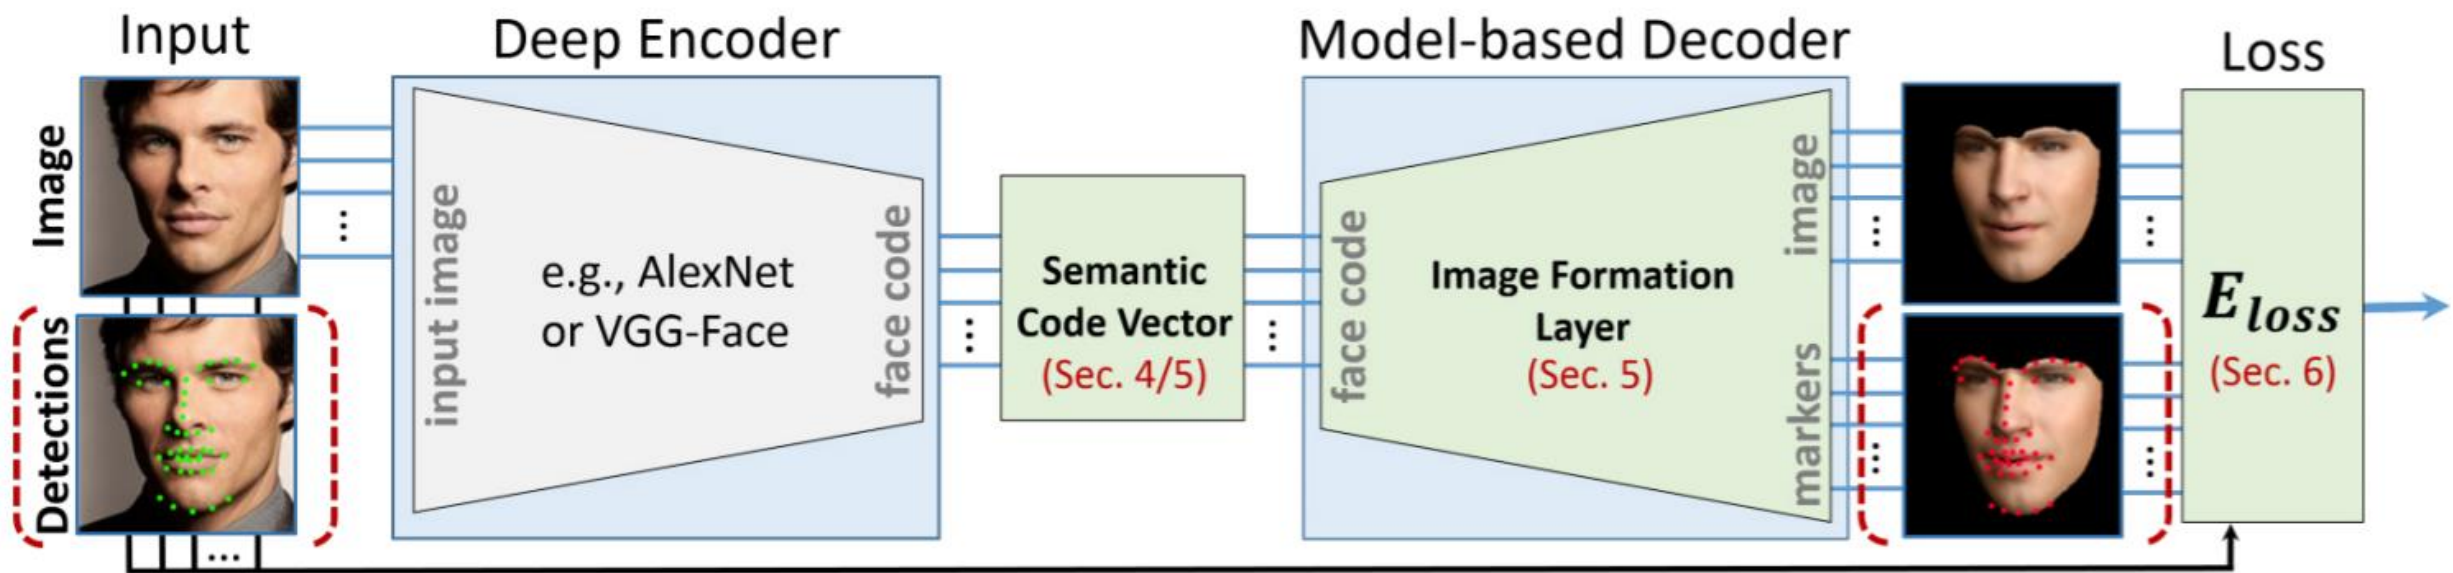 Input
Deep Encoder
Model-based Decoder
Loss
Image
Detections
input image
e.g., AlexNet
or VGG-Face
face code
Semantic
Code Vector
(Sec. 4/5)
face code
Image Formation
Layer
(Sec. 5)
image
markers
E_loss
(Sec. 6)